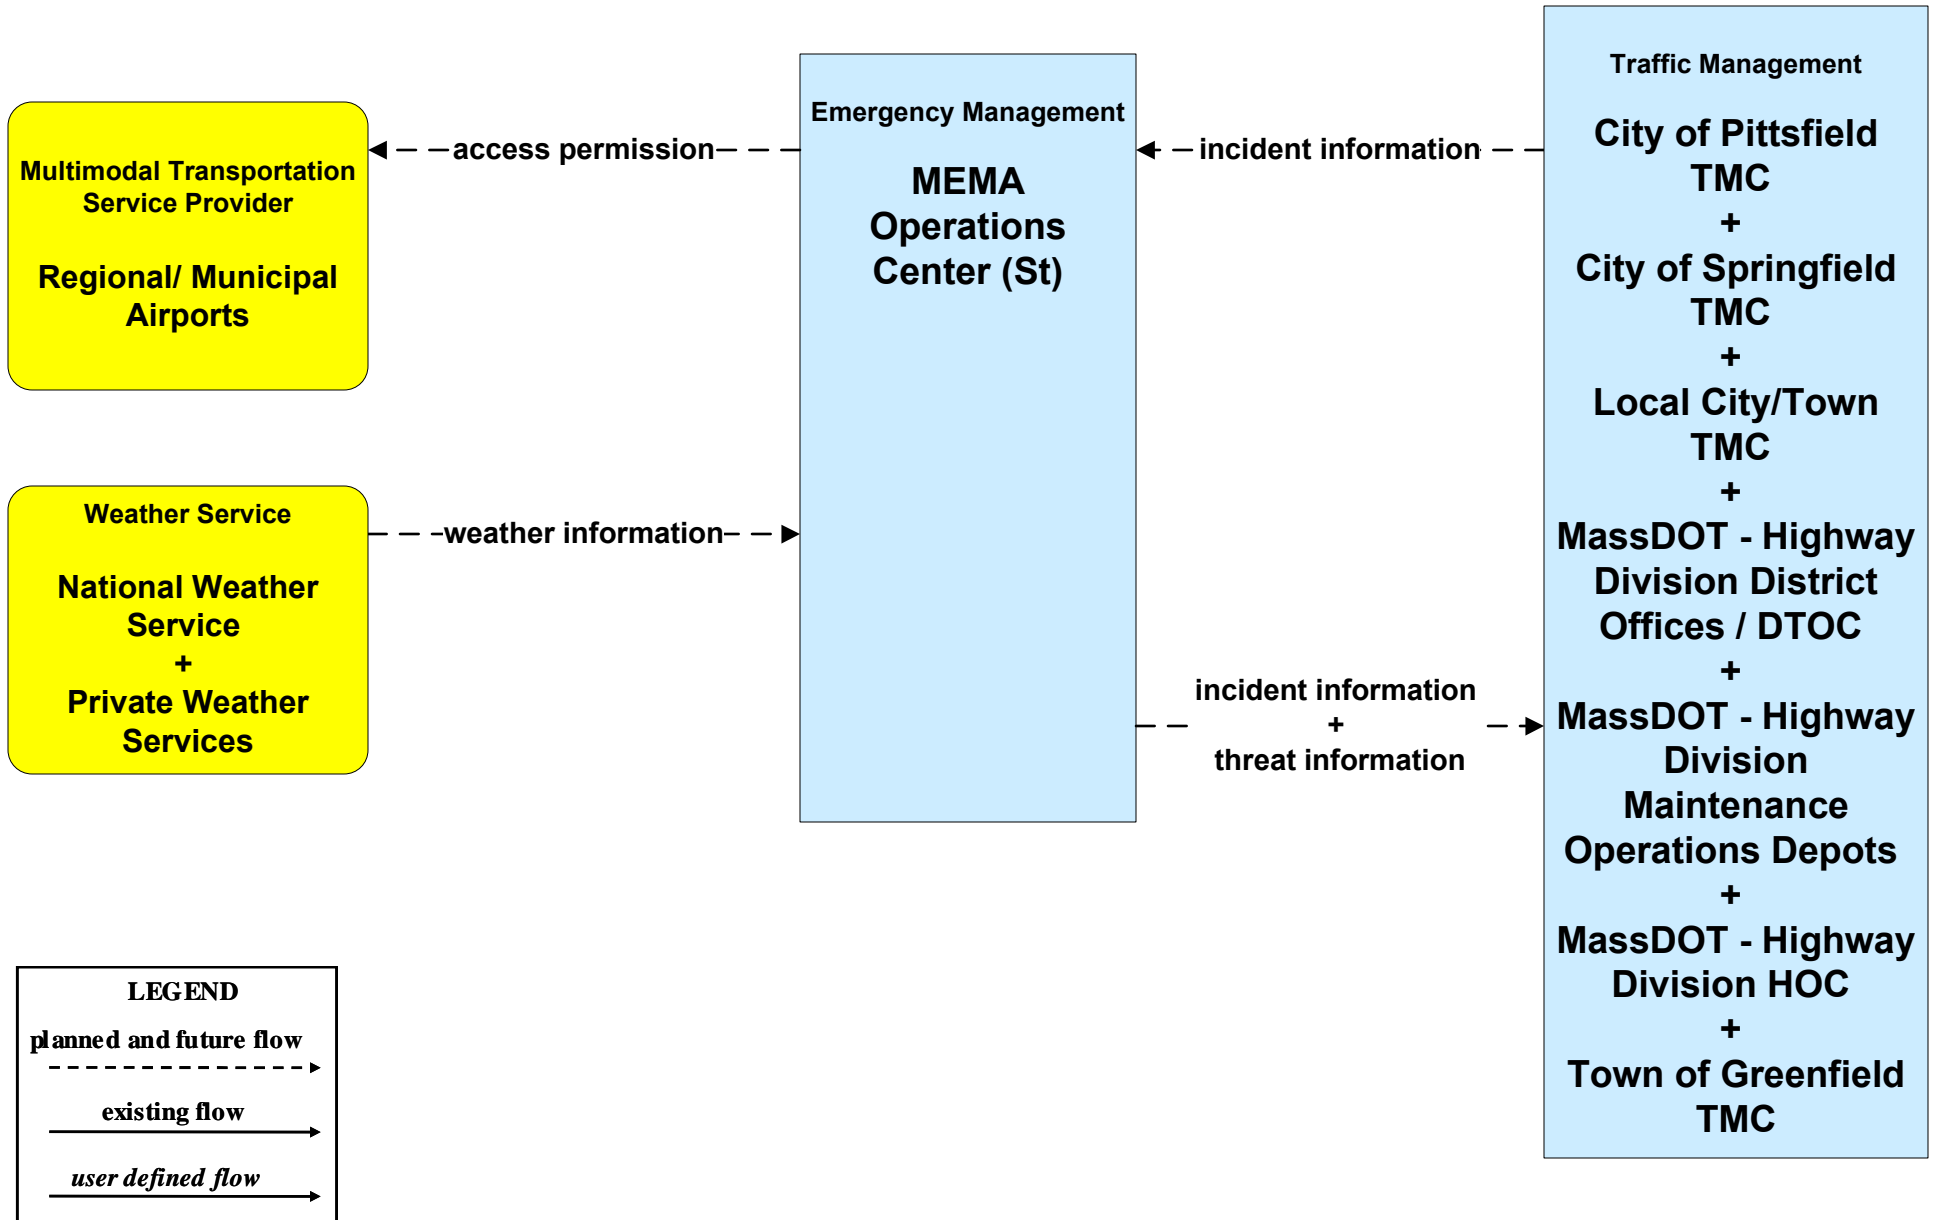 Multimodal Transportation
Service Provider
Regional/ Municipal
Airports
access permission
Weather Service
National Weather
Service
+
Private Weather
Services
weather information
Emergency Management
MEMA
Operations
Center (St)
incident information
incident information
+
threat information
Traffic Management
City of Pittsfield
TMC
+
City of Springfield
TMC
+
Local City/Town
TMC
+
MassDOT - Highway
Division District
Offices / DTOC
+
MassDOT - Highway
Division
Maintenance
Operations Depots
+
MassDOT - Highway
Division HOC
+
Town of Greenfield
TMC
LEGEND
planned and future flow
existing flow
user defined flow